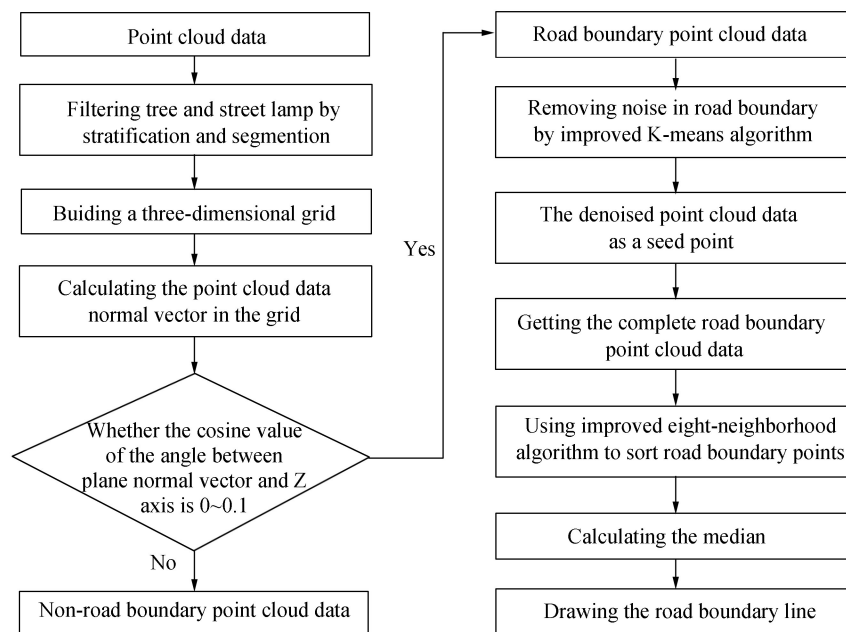 Point cloud data
Filtering tree and street lamp by
stratification and segmention
Buiding a three-dimensional grid
Calculating the point cloud data
normal vector in the grid
Whether the cosine value
of the angle between
plane normal vector and Z
axis is 0~0.1
No
Non-road boundary point cloud data
Yes
Road boundary point cloud data
Removing noise in road boundary
by improved K-means algorithm
The denoised point cloud data
as a seed point
Getting the complete road boundary
point cloud data
Using improved eight-neighborhood
algorithm to sort road boundary points
Calculating the median
Drawing the road boundary line